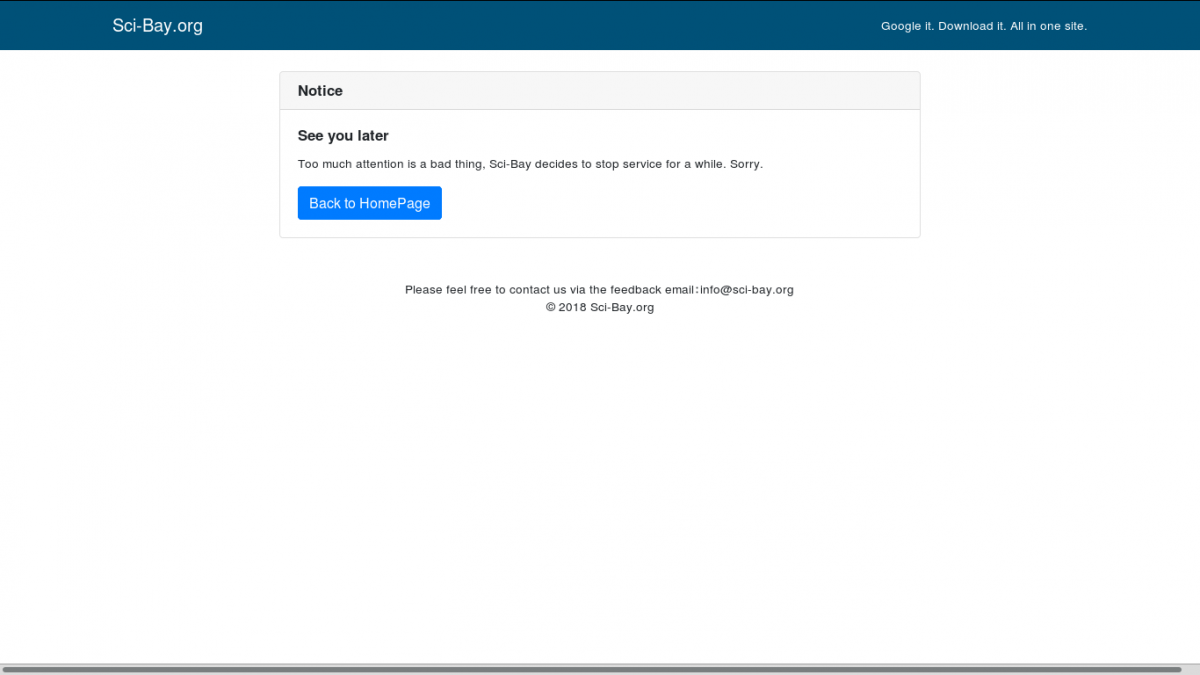 Sci-Bay.org
Google it. Download it. All in one site.
Notice
See you later
Too much attention is a bad thing, Sci-Bay decides to stop service for a while. Sorry.
Back to HomePage
Please feel free to contact us via the feedback email：info@sci-bay.org
© 2018 Sci-Bay.org